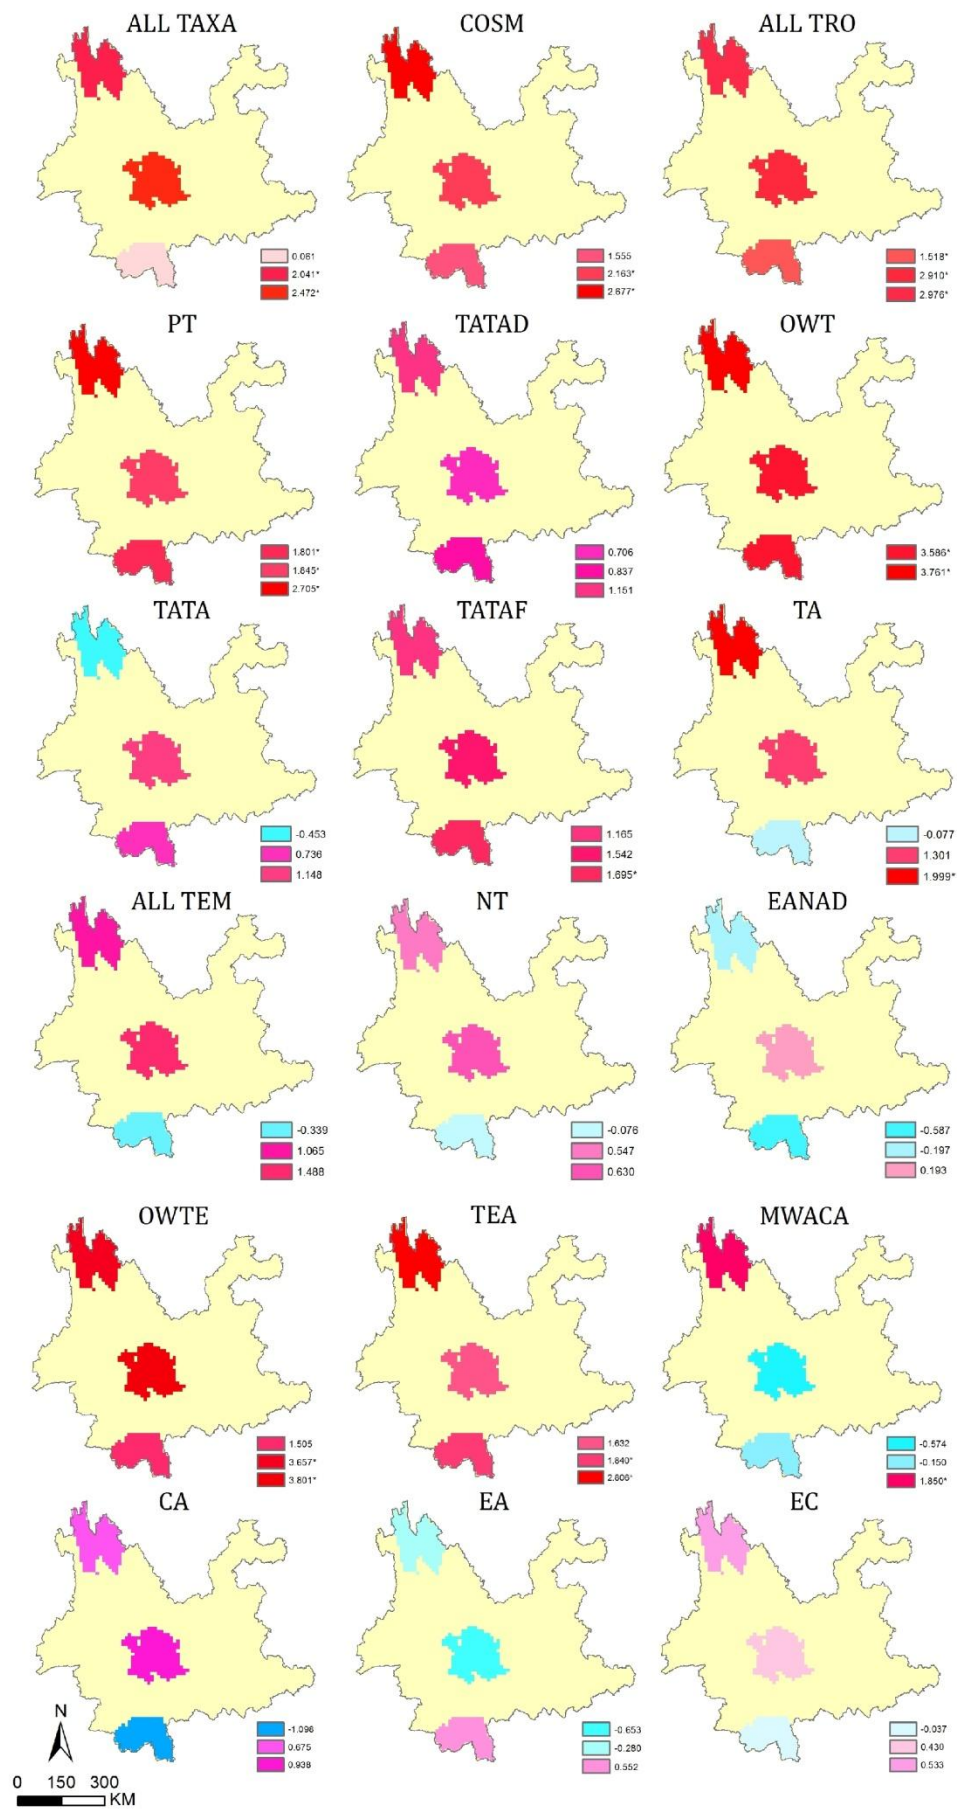 ALL TAXA
COSM
ALL TRO
0.061
2.041*
2.472*
1.555
2.163*
2.677*
1.518*
2.910*
2.976*
PT
TATAD
OWT
1.801*
1.645*
2.705*
0.706
0.837
1.151
3.586*
3.761*
TATA
TATAF
TA
-0.453
0.736
1.148
1.165
1.542
1.695*
-0.077
1.301
1.999*
ALL TEM
NT
EANAD
-0.339
1.065
1.488
-0.076
0.547
0.630
-0.587
-0.197
0.193
OWTE
TEA
MWACA
1.505
3.657*
3.801*
1.632
1.840*
2.808*
-0.574
-0.150
1.850*
CA
EA
EC
-1.098
0.675
0.938
-0.653
-0.280
0.552
-0.037
0.430
0.533
N
0 150 300
KM